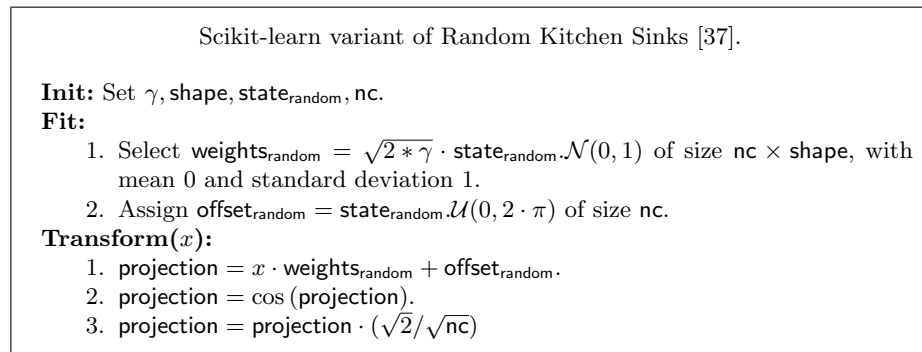 Scikit-learn variant of Random Kitchen Sinks [37].
Init: Set γ, shape, state_random, nc.
Fit:
1. Select weights_random = √(2 ∗ γ) · state_random.𝒩(0, 1) of size nc × shape, with
mean 0 and standard deviation 1.
2. Assign offset_random = state_random.𝒰(0, 2 · π) of size nc.
Transform(x):
1. projection = x · weights_random + offset_random.
2. projection = cos (projection).
3. projection = projection · (√2/√nc)